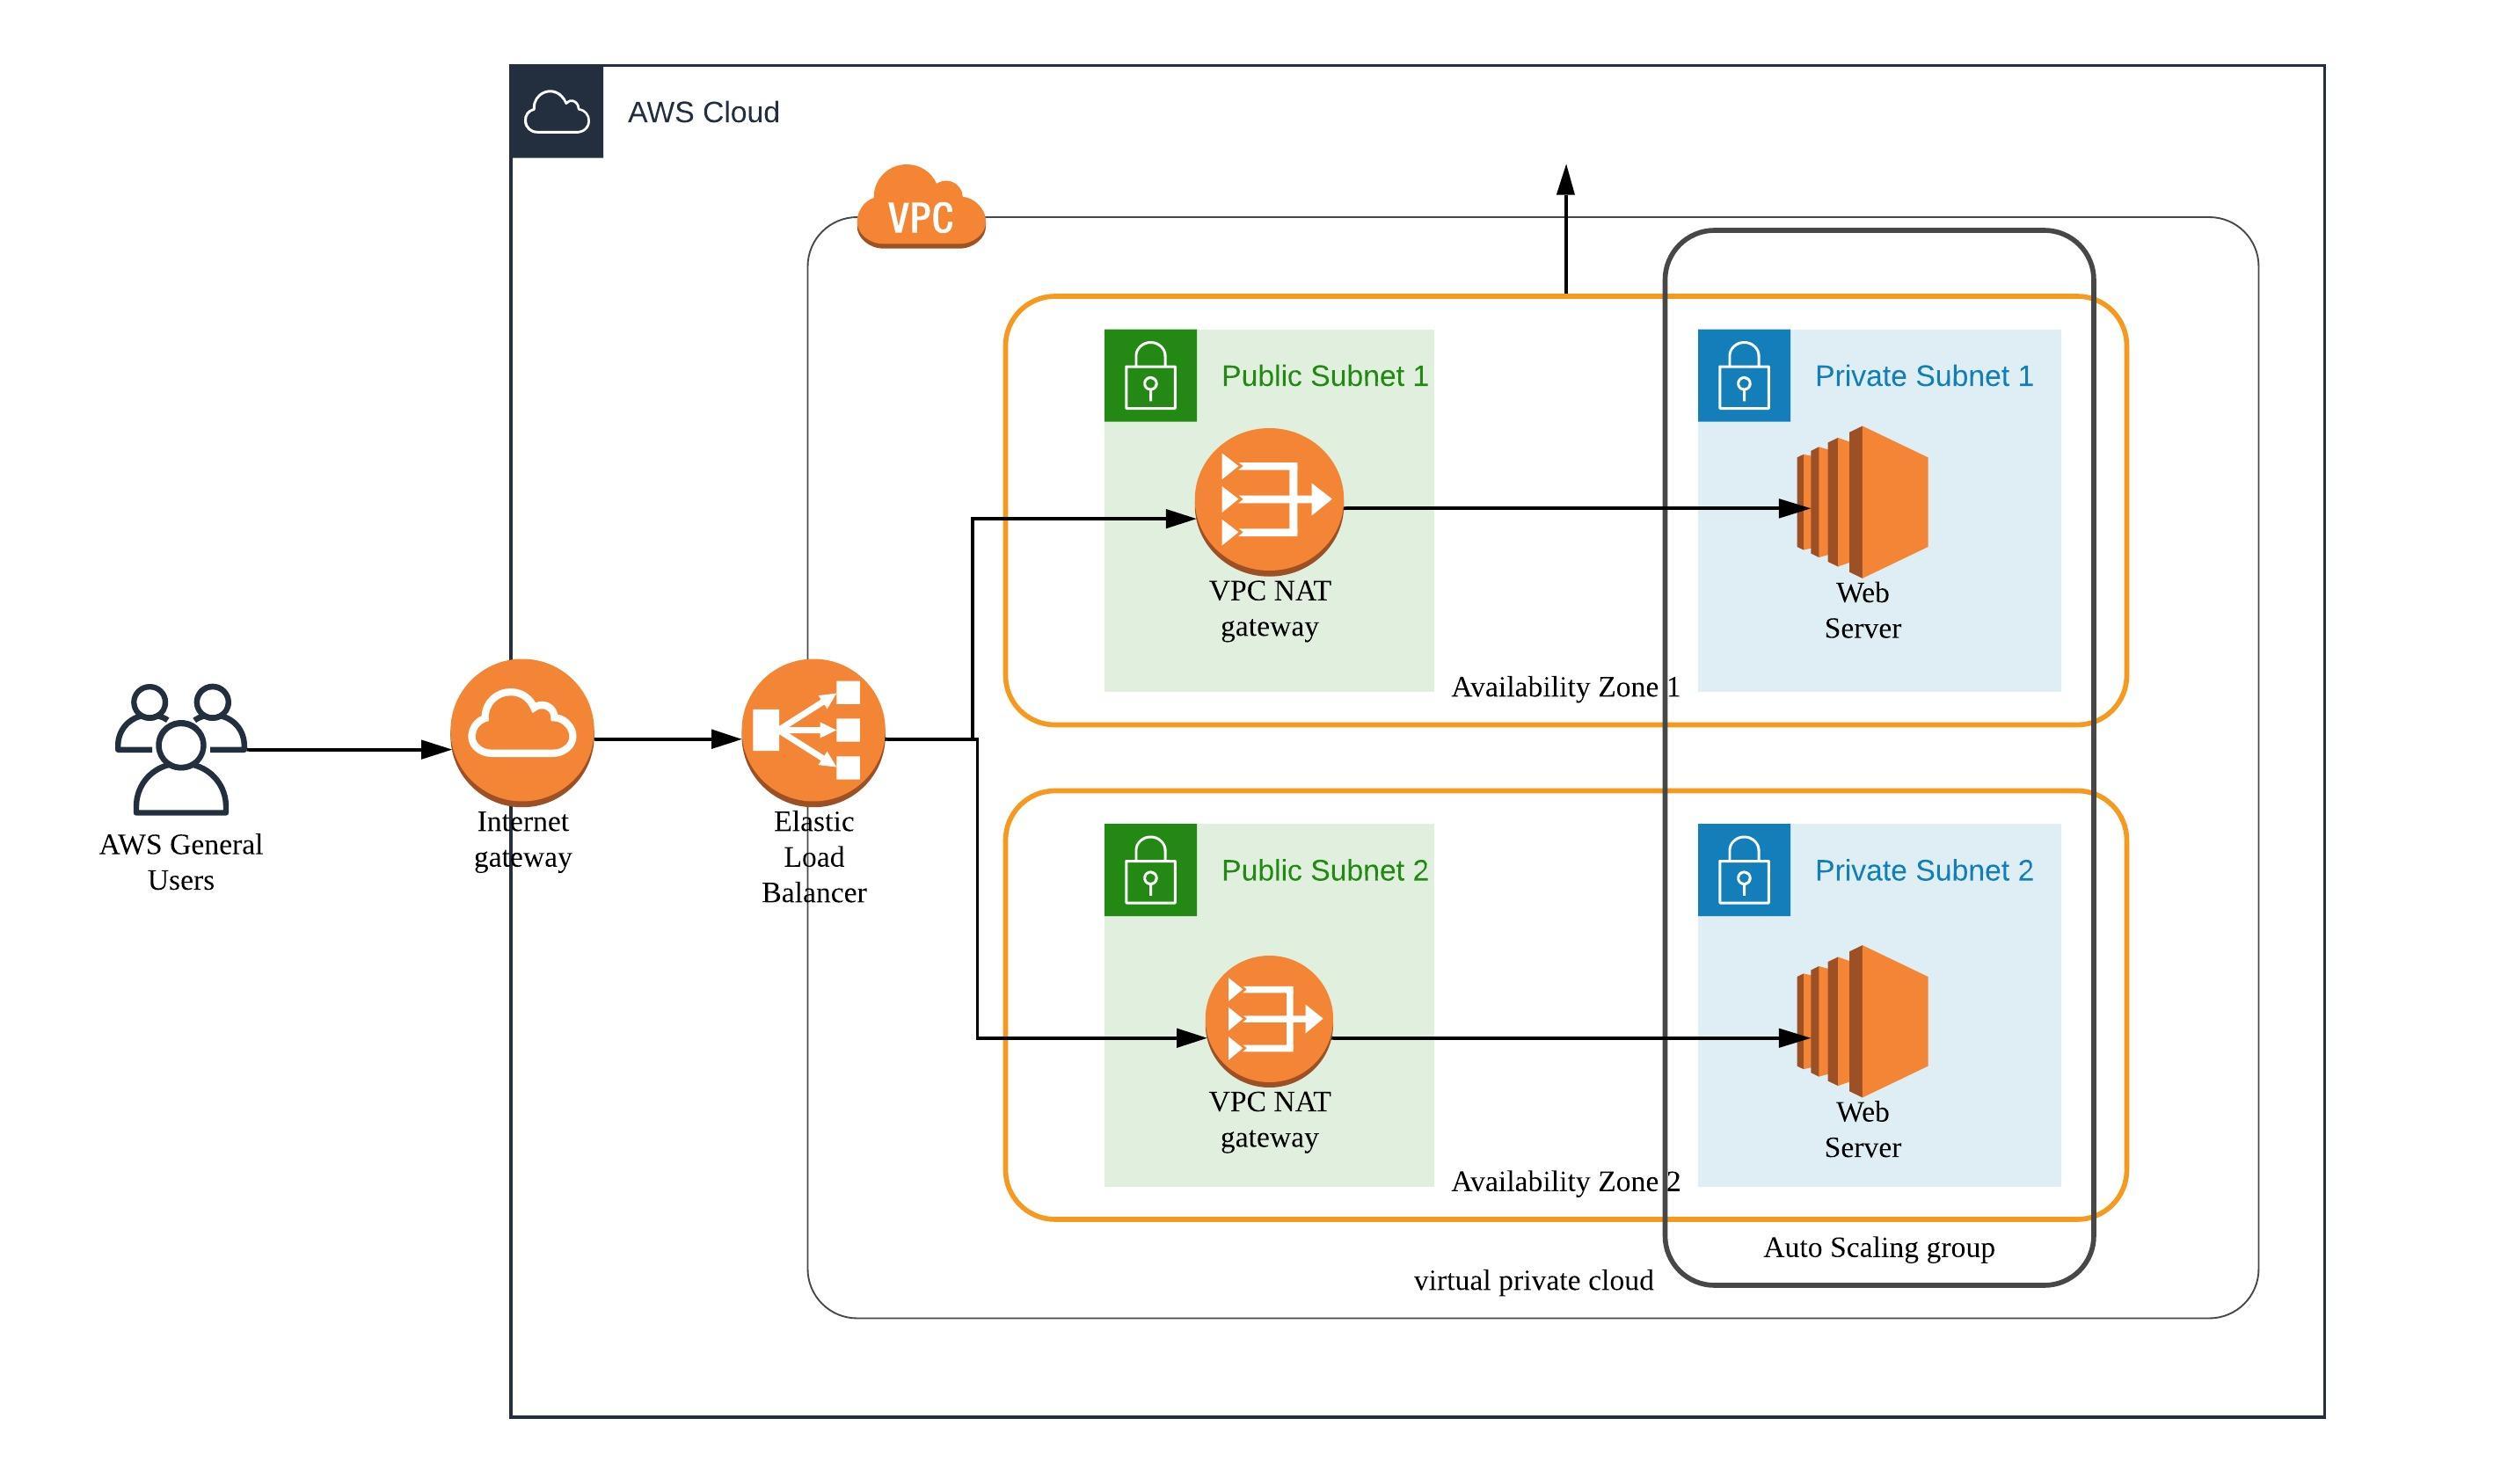 AWS Cloud
VPC
Public Subnet 1
Private Subnet 1
VPC NAT
gateway
Web
Server
Availability Zone 1
AWS General
Users
Internet
gateway
Elastic
Load
Balancer
Public Subnet 2
Private Subnet 2
VPC NAT
gateway
Web
Server
Availability Zone 2
Auto Scaling group
virtual private cloud